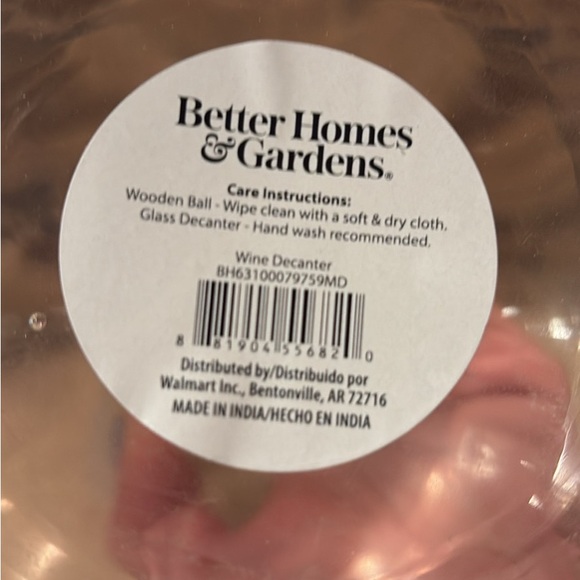 Better Homes
& Gardens®
Care Instructions:
Wooden Ball - Wipe clean with a soft & dry cloth.
Glass Decanter - Hand wash recommended.
Wine Decanter
BH63100079759MD
8 81904 55682 0
Distributed by/Distribuido por
Walmart Inc., Bentonville, AR 72716
MADE IN INDIA/HECHO EN INDIA